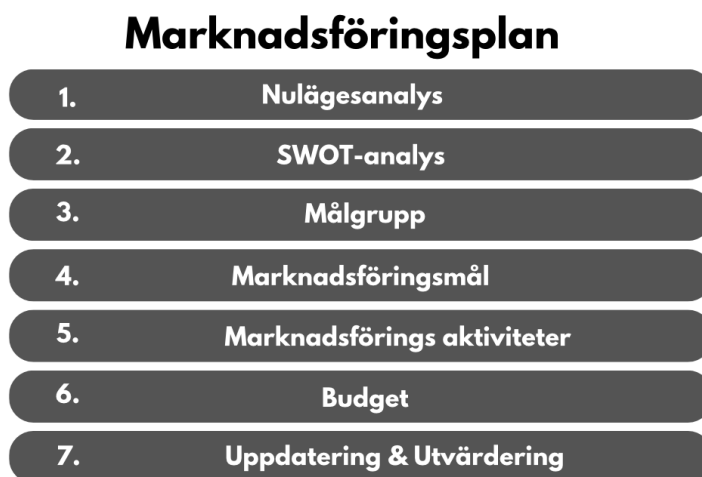 Marknadsföringsplan
1. Nulägesanalys
2. SWOT-analys
3. Målgrupp
4. Marknadsföringsmål
5. Marknadsförings aktiviteter
6. Budget
7. Uppdatering & Utvärdering